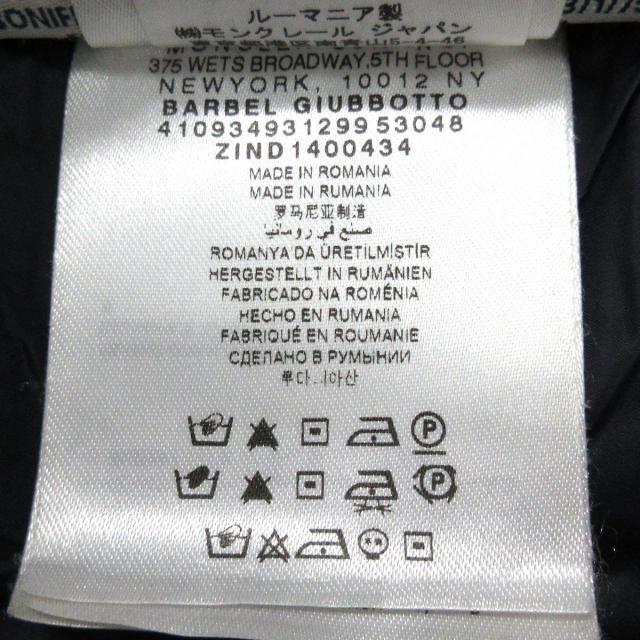 ルーマニア製
㈱モンクレール ジャパン
375 WETS BROADWAY,5TH FLOOR
NEWYORK, 10012 NY
BARBEL GIUBBOTTO
410934931299 53048
ZIND1400434
MADE IN ROMANIA
MADE IN RUMANIA
罗马尼亚制造
صنع في رومانيا
ROMANYA DA ÜRETILMISTIR
HERGESTELLT IN RUMÄNIEN
FABRICADO NA ROMÉNIA
HECHO EN RUMANIA
FABRIQUÉ EN ROUMANIE
СДЕЛАНО В РУМЫНИИ
P
P